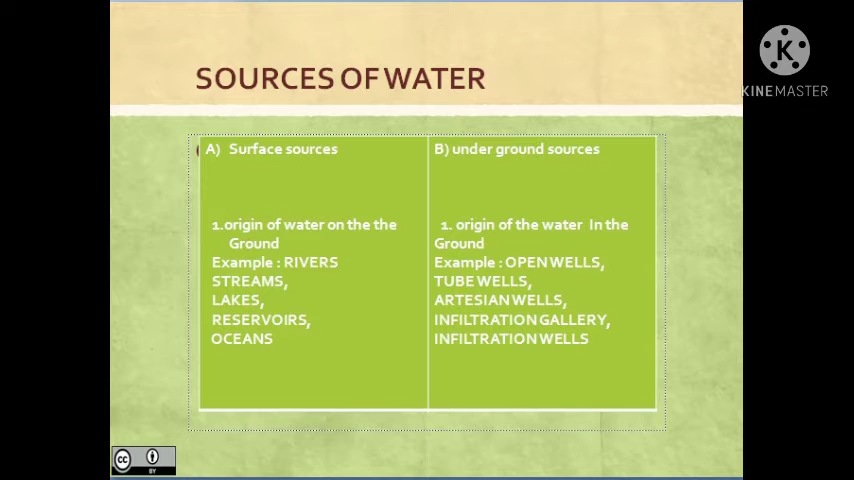 SOURCES OF WATER
KINEMASTER
A) Surface sources
1.origin of water on the the
Ground
Example : RIVERS
STREAMS,
LAKES,
RESERVOIRS,
OCEANS
B) under ground sources
1. origin of the water In the
Ground
Example : OPEN WELLS,
TUBE WELLS,
ARTESIAN WELLS,
INFILTRATION GALLERY,
INFILTRATION WELLS
cc
BY